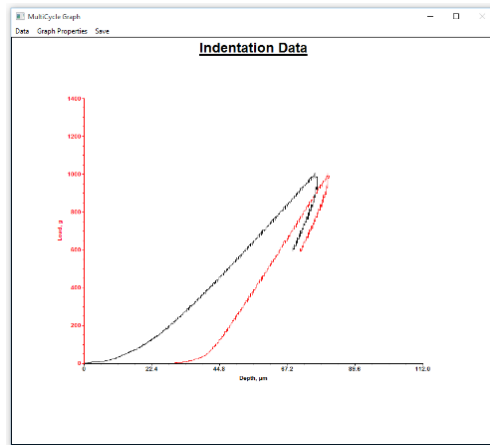 MultiCycle Graph
Data Graph Properties Save
Indentation Data
1400
1200
1000
800
600
400
200
0
Load, g
0 22.4 44.8 67.2 89.6 112.0
Depth, µm